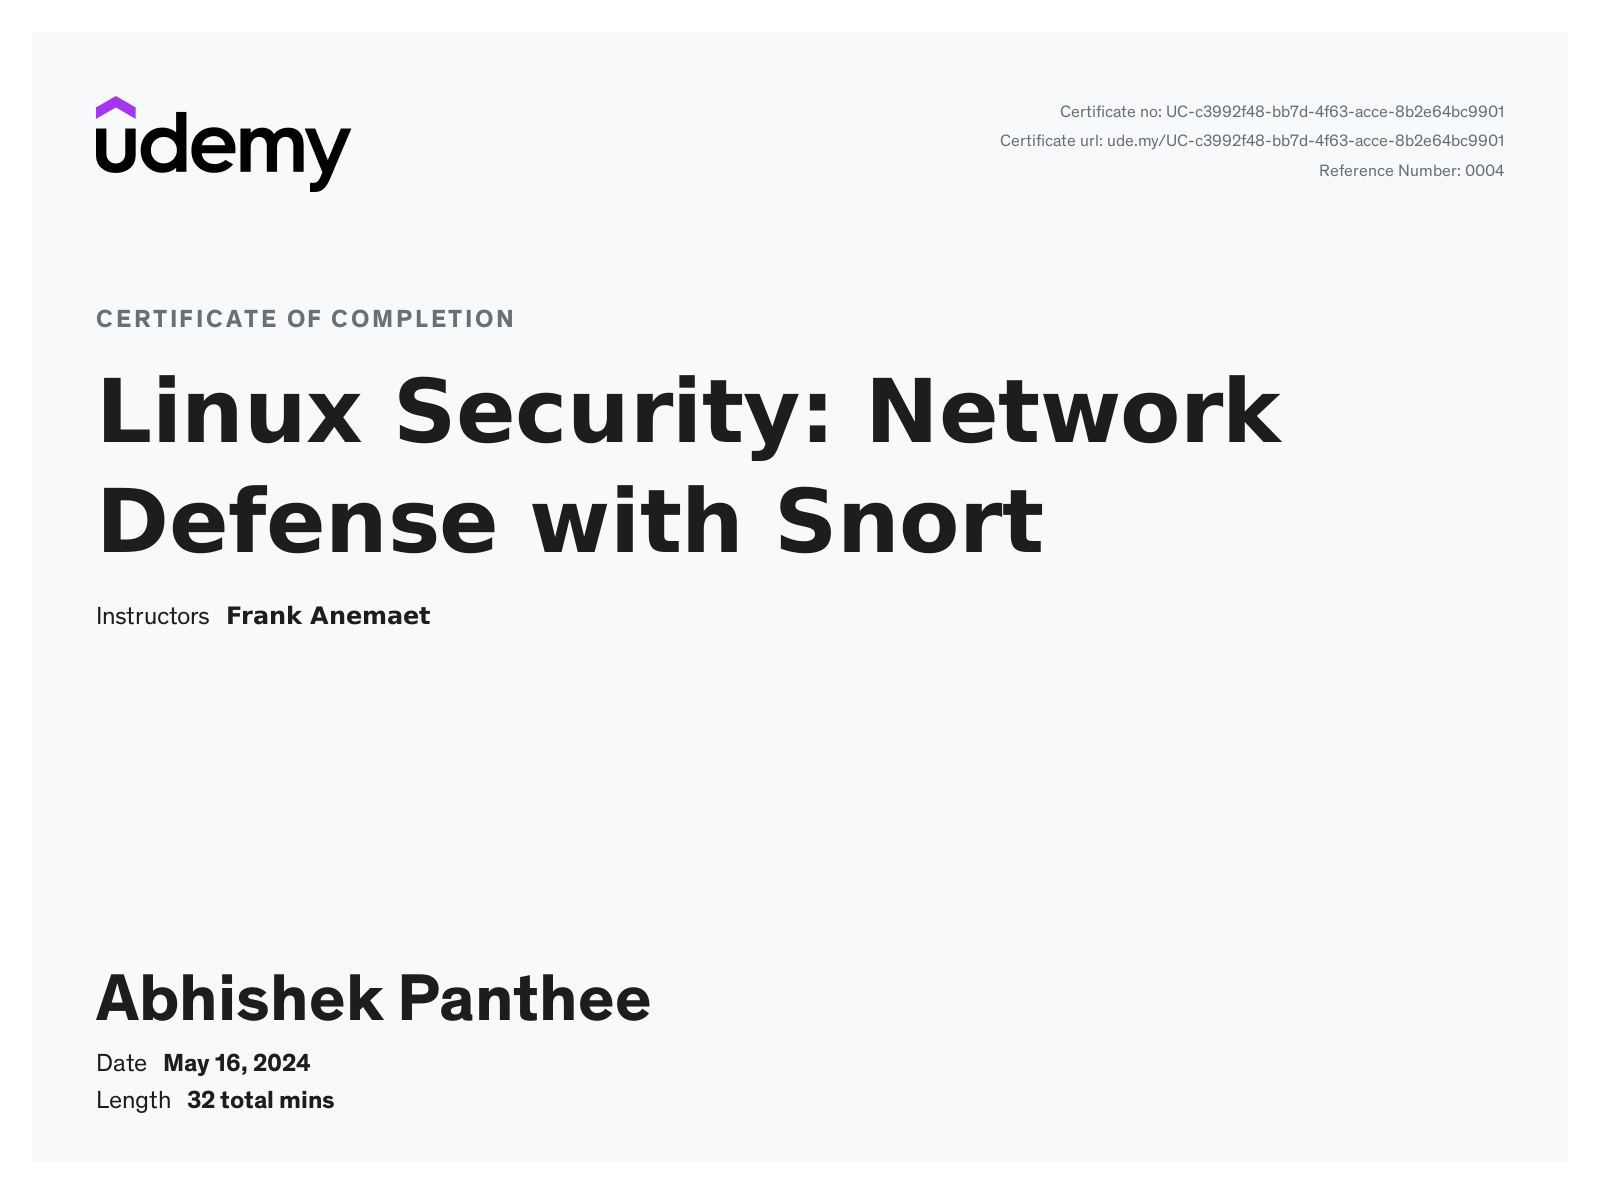 udemy
Certificate no: UC-c3992f48-bb7d-4f63-acce-8b2e64bc9901
Certificate url: ude.my/UC-c3992f48-bb7d-4f63-acce-8b2e64bc9901
Reference Number: 0004
CERTIFICATE OF COMPLETION
Linux Security: Network
Defense with Snort
Instructors Frank Anemaet
Abhishek Panthee
Date May 16, 2024
Length 32 total mins